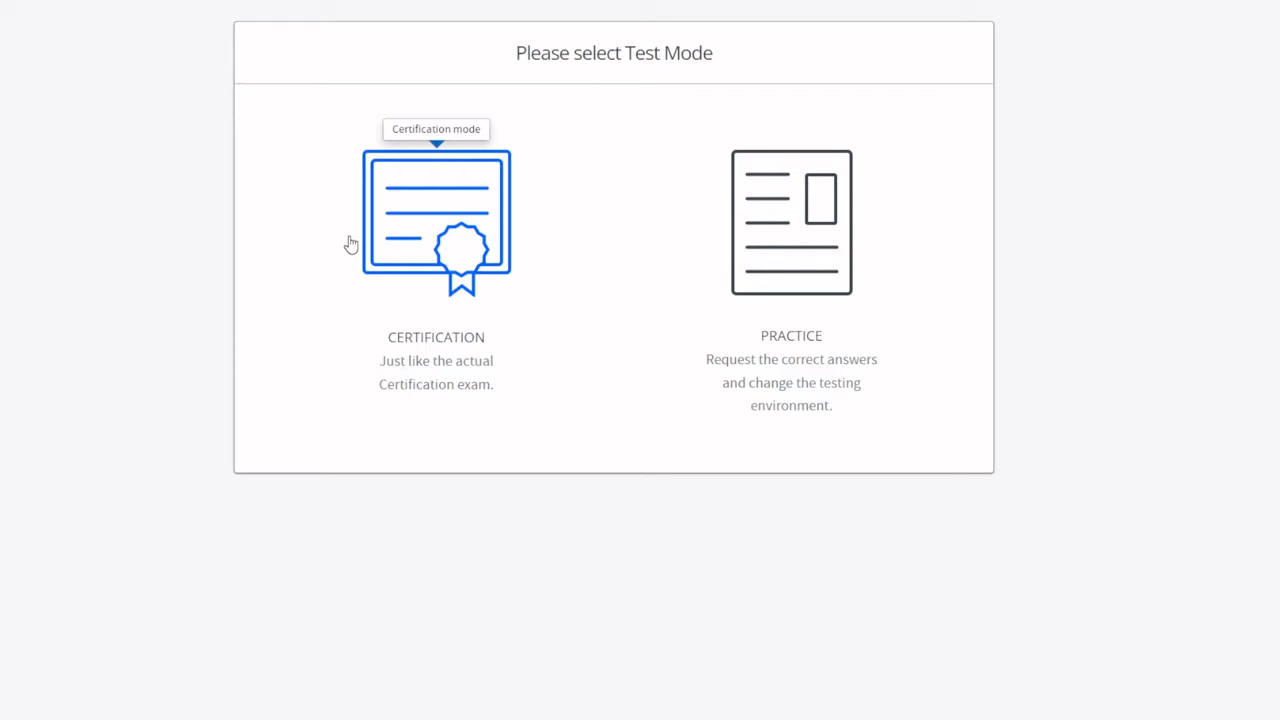 Please select Test Mode
Certification mode
CERTIFICATION
Just like the actual
Certification exam.
PRACTICE
Request the correct answers
and change the testing
environment.